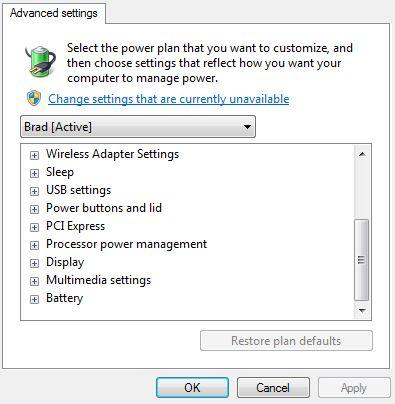 Advanced settings
Select the power plan that you want to customize, and
then choose settings that reflect how you want your
computer to manage power.
Change settings that are currently unavailable
Brad [Active]
Wireless Adapter Settings
Sleep
USB settings
Power buttons and lid
PCI Express
Processor power management
Display
Multimedia settings
Battery
Restore plan defaults
OK Cancel Apply